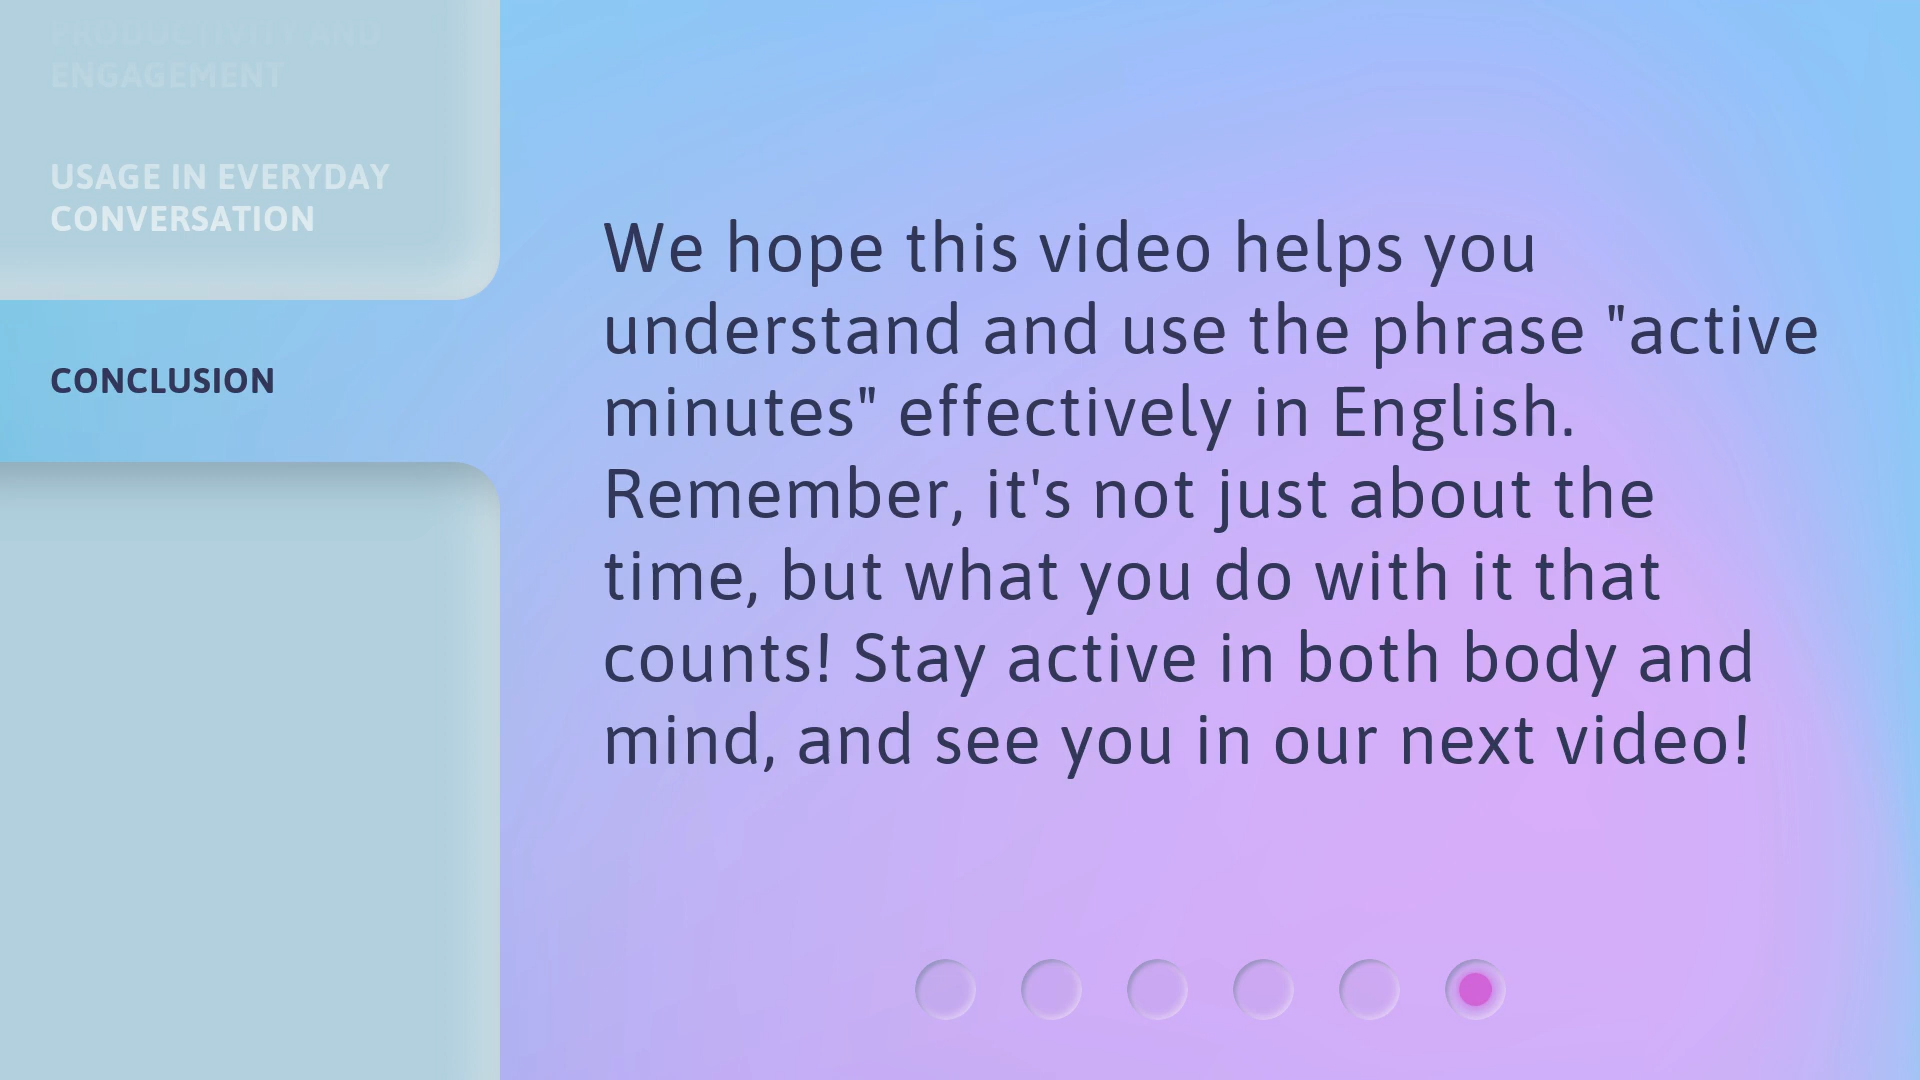 PRODUCTIVITY AND
ENGAGEMENT
USAGE IN EVERYDAY
CONVERSATION
CONCLUSION
We hope this video helps you
understand and use the phrase "active
minutes" effectively in English.
Remember, it's not just about the
time, but what you do with it that
counts! Stay active in both body and
mind, and see you in our next video!